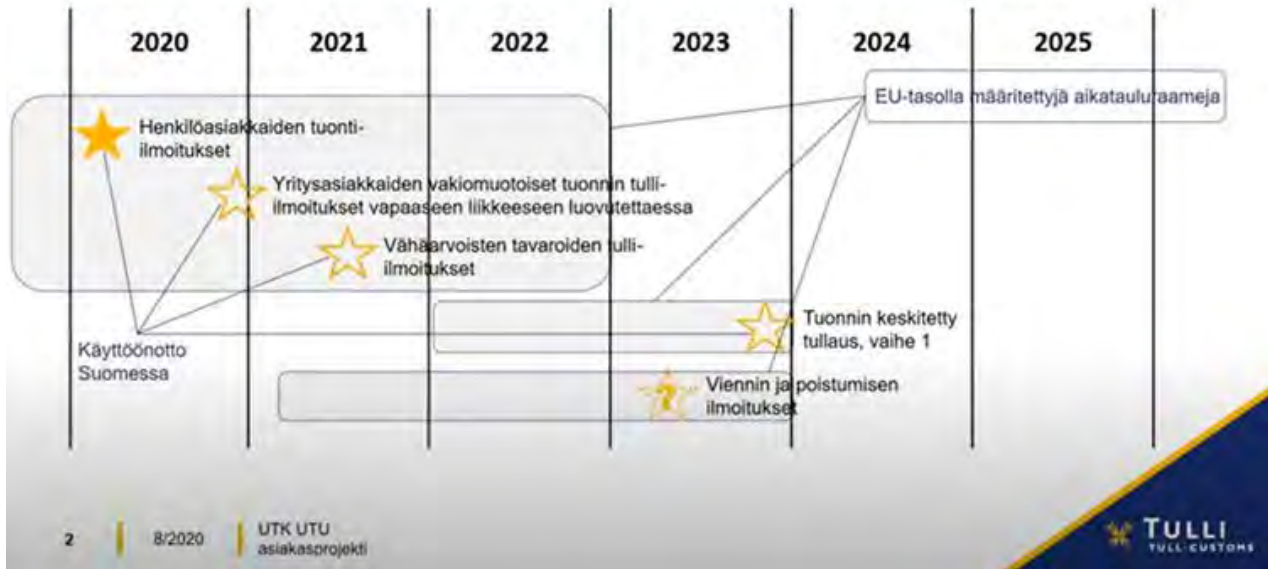 2020 2021 2022 2023 2024 2025
EU-tasolla määritettyjä aikatauluraameja
Henkilöasiakkaiden tuonti-
ilmoitukset
Yritysasiakkaiden vakiomuotoiset tuonnin tulli-
ilmoitukset vapaaseen liikkeeseen luovutettaessa
Vähäarvoisten tavaroiden tulli-
ilmoitukset
Tuonnin keskitetty
tullaus, vaihe 1
Käyttöönotto
Suomessa
?
Viennin ja poistumisen
ilmoitukset
2
8/2020
UTK UTU
asiakasprojekti
TULLI
TULL·CUSTOMS